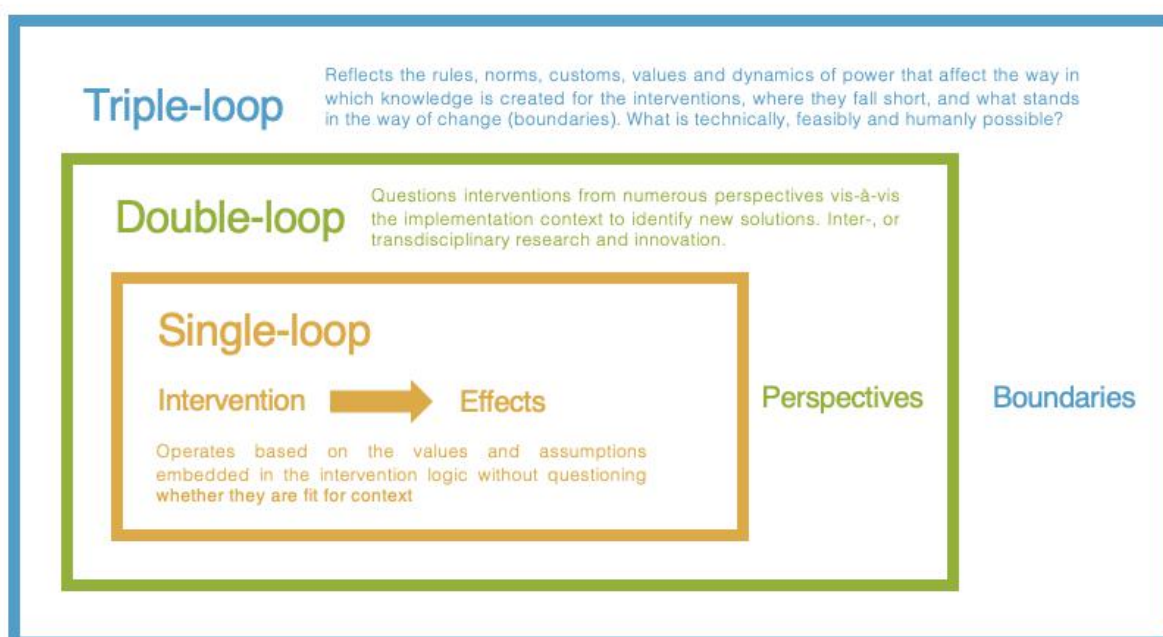 Triple-loop
Reflects the rules, norms, customs, values and dynamics of power that affect the way in
which knowledge is created for the interventions, where they fall short, and what stands
in the way of change (boundaries). What is technically, feasibly and humanly possible?
Double-loop
Questions interventions from numerous perspectives vis-à-vis
the implementation context to identify new solutions. Inter-, or
transdisciplinary research and innovation.
Single-loop
Intervention
Effects
Perspectives
Boundaries
Operates based on the values and assumptions
embedded in the intervention logic without questioning
whether they are fit for context